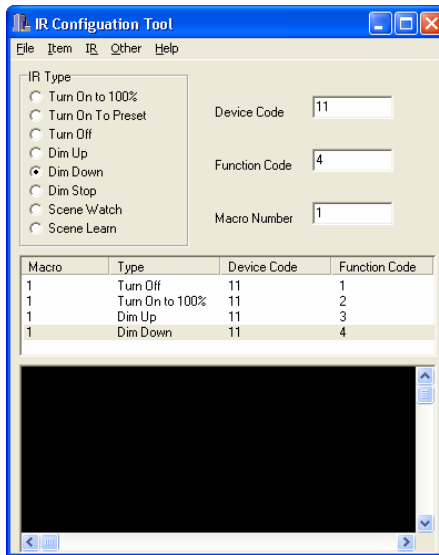 IR Configuation Tool
File Item IR Other Help
IR Type
Turn On to 100%
Turn On To Preset
Turn Off
Dim Up
Dim Down
Dim Stop
Scene Watch
Scene Learn
Device Code 11
Function Code 4
Macro Number 1
Macro Type Device Code Function Code
1 Turn Off 11 1
1 Turn On to 100% 11 2
1 Dim Up 11 3
1 Dim Down 11 4